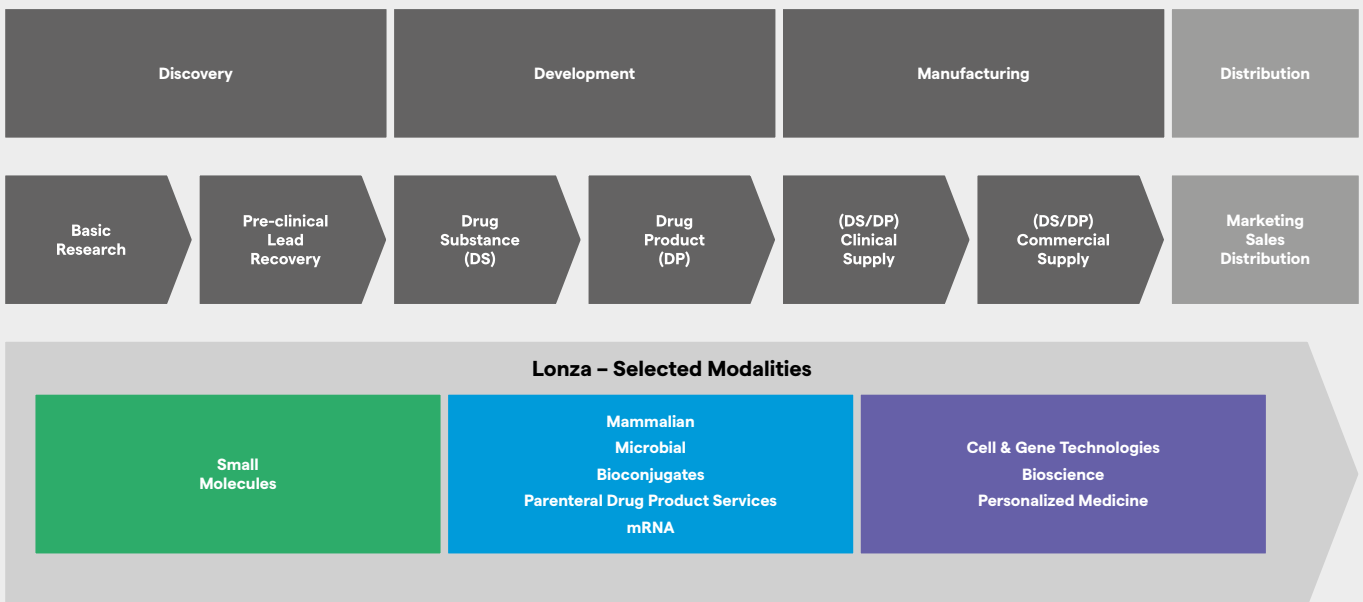 Discovery
Development
Manufacturing
Distribution
Basic
Research
Pre-clinical
Lead
Recovery
Drug
Substance
(DS)
Drug
Product
(DP)
(DS/DP)
Clinical
Supply
(DS/DP)
Commercial
Supply
Marketing
Sales
Distribution
Lonza – Selected Modalities
Small
Molecules
Mammalian
Microbial
Bioconjugates
Parenteral Drug Product Services
mRNA
Cell & Gene Technologies
Bioscience
Personalized Medicine